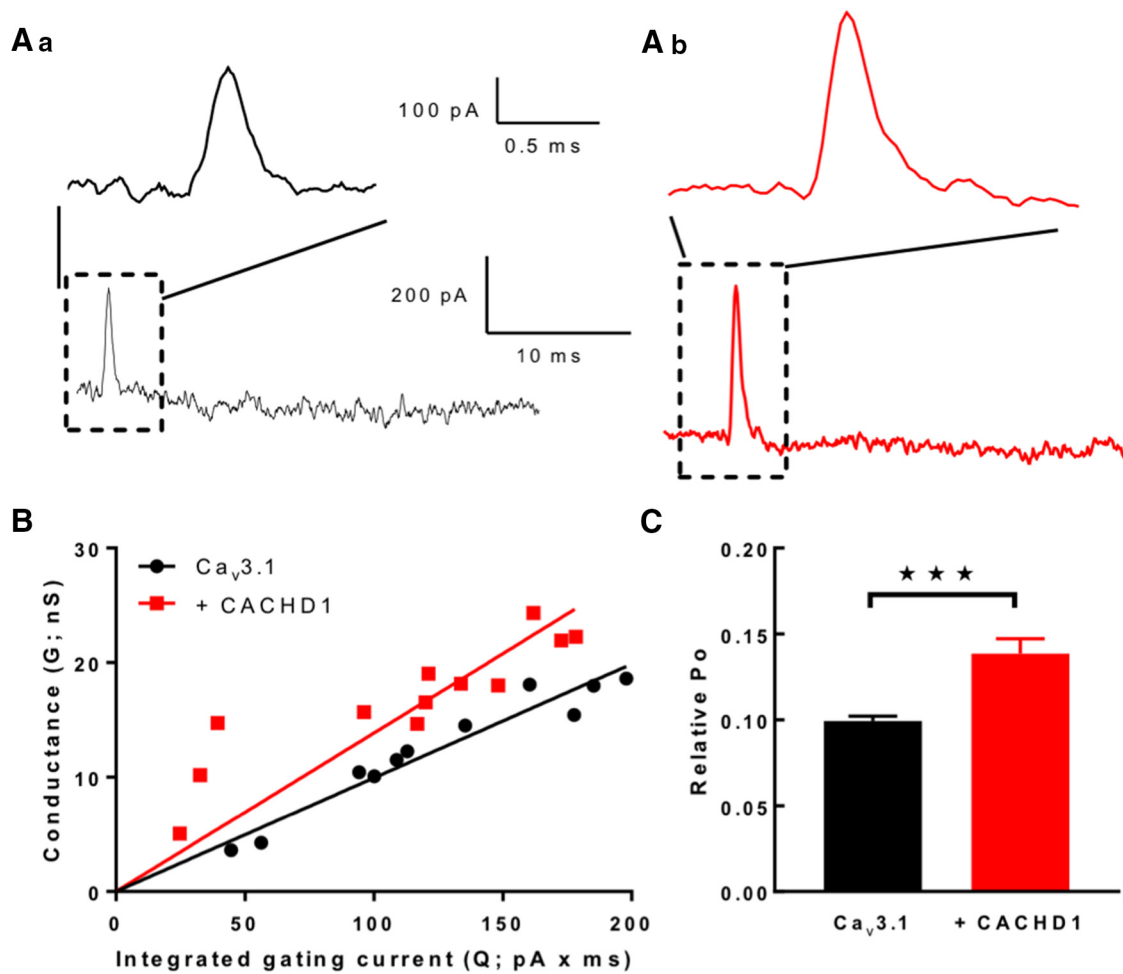 A a
A b
100 pA
0.5 ms
200 pA
10 ms
B
C
30
20
10
0
0
50
100
150
200
Conductance (G; nS)
Integrated gating current (Q; pA x ms)
Cav3.1
+ CACHD1
0.20
0.15
0.10
0.05
0.00
Relative Po
★ ★ ★
Cav3.1
+ CACHD1